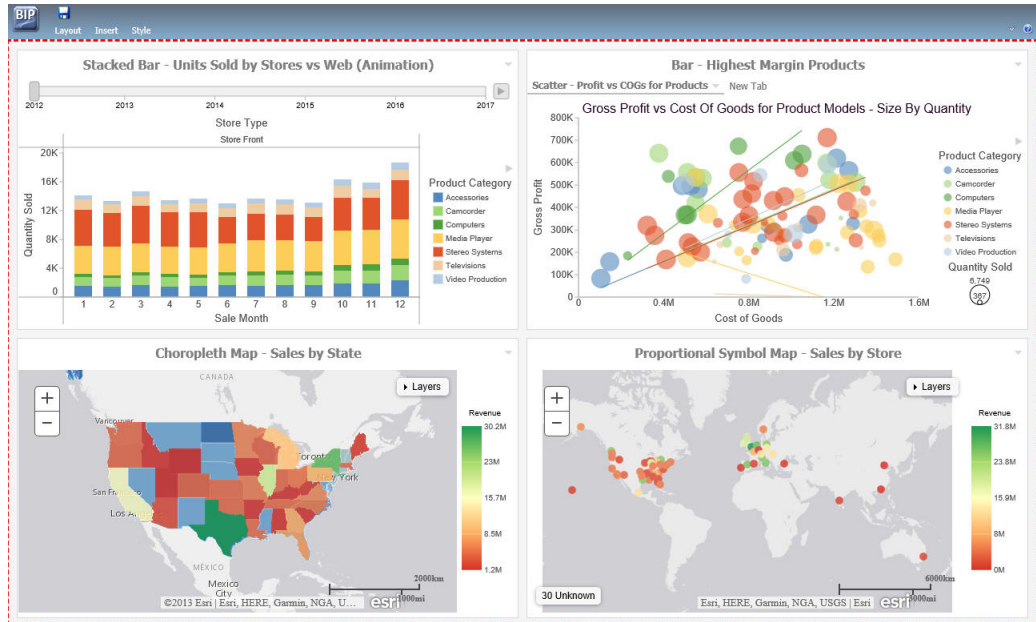 BIP
Layout Insert Style
Stacked Bar - Units Sold by Stores vs Web (Animation)
2012 2013 2014 2015 2016 2017
Store Type
Store Front
Quantity Sold
20K
16K
12K
8K
4K
0
1 2 3 4 5 6 7 8 9 10 11 12
Sale Month
Product Category
Accessories
Camcorder
Computers
Media Player
Stereo Systems
Televisions
Video Production
Bar - Highest Margin Products
Scatter - Profit vs COGs for Products New Tab
Gross Profit vs Cost Of Goods for Product Models - Size By Quantity
Gross Profit
800K
700K
600K
500K
400K
300K
200K
100K
0
0 0.4M 0.8M 1.2M 1.6M
Cost of Goods
Product Category
Accessories
Camcorder
Computers
Media Player
Stereo Systems
Televisions
Video Production
Quantity Sold
6,749
367
Choropleth Map - Sales by State
+
−
Layers
CANADA
Vancouver
Toronto
New York
San Francisco
MÉXICO
Mexico
City
Revenue
30.2M
23M
15.7M
8.5M
1.2M
2000km
1000mi
©2013 Esri | Esri, HERE, Garmin, NGA, U...
esri
Proportional Symbol Map - Sales by Store
+
−
Layers
Revenue
31.8M
23.8M
15.9M
8M
0M
30 Unknown
6000km
Esri, HERE, Garmin, NGA, USGS | Esri
esri